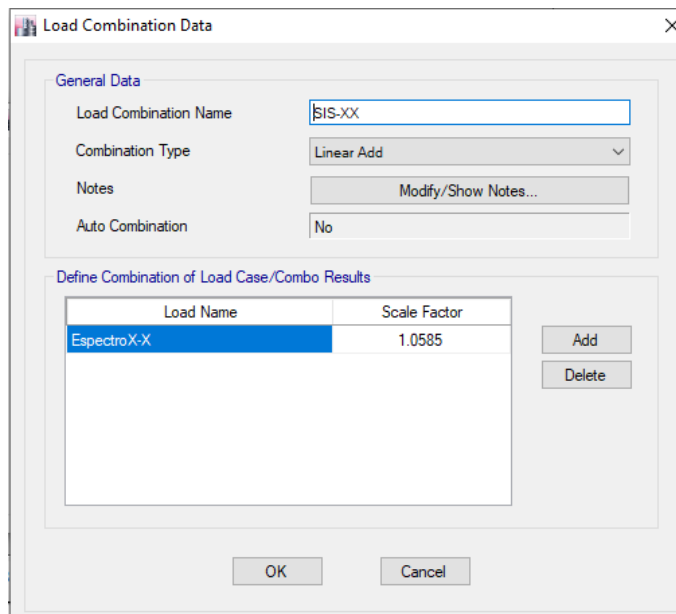 Load Combination Data
General Data
Load Combination Name SIS-XX
Combination Type Linear Add
Notes Modify/Show Notes...
Auto Combination No
Define Combination of Load Case/Combo Results
Load Name Scale Factor
EspectroX-X 1.0585
Add
Delete
OK Cancel